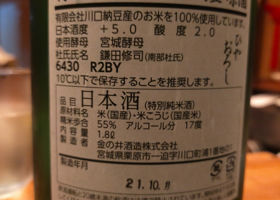 有限会社川口納豆産のお米を100%使用しています。
日本酒度 +5.0 酸度 2.0
使用酵母 宮城酵母
杜氏氏名 鎌田修司(南部杜氏)
6430 R2BY
ひやおろし
10℃以下で保存することを推奨します。
品目 日本酒 (特別純米酒)
原材料名 米(国産)・米こうじ(国産米)
精米歩合 55% アルコール分 17度
内容量 1.8ℓ
金の井酒造株式会社
宮城県栗原市一迫字川口町浦1番地
製造年月
21.10.